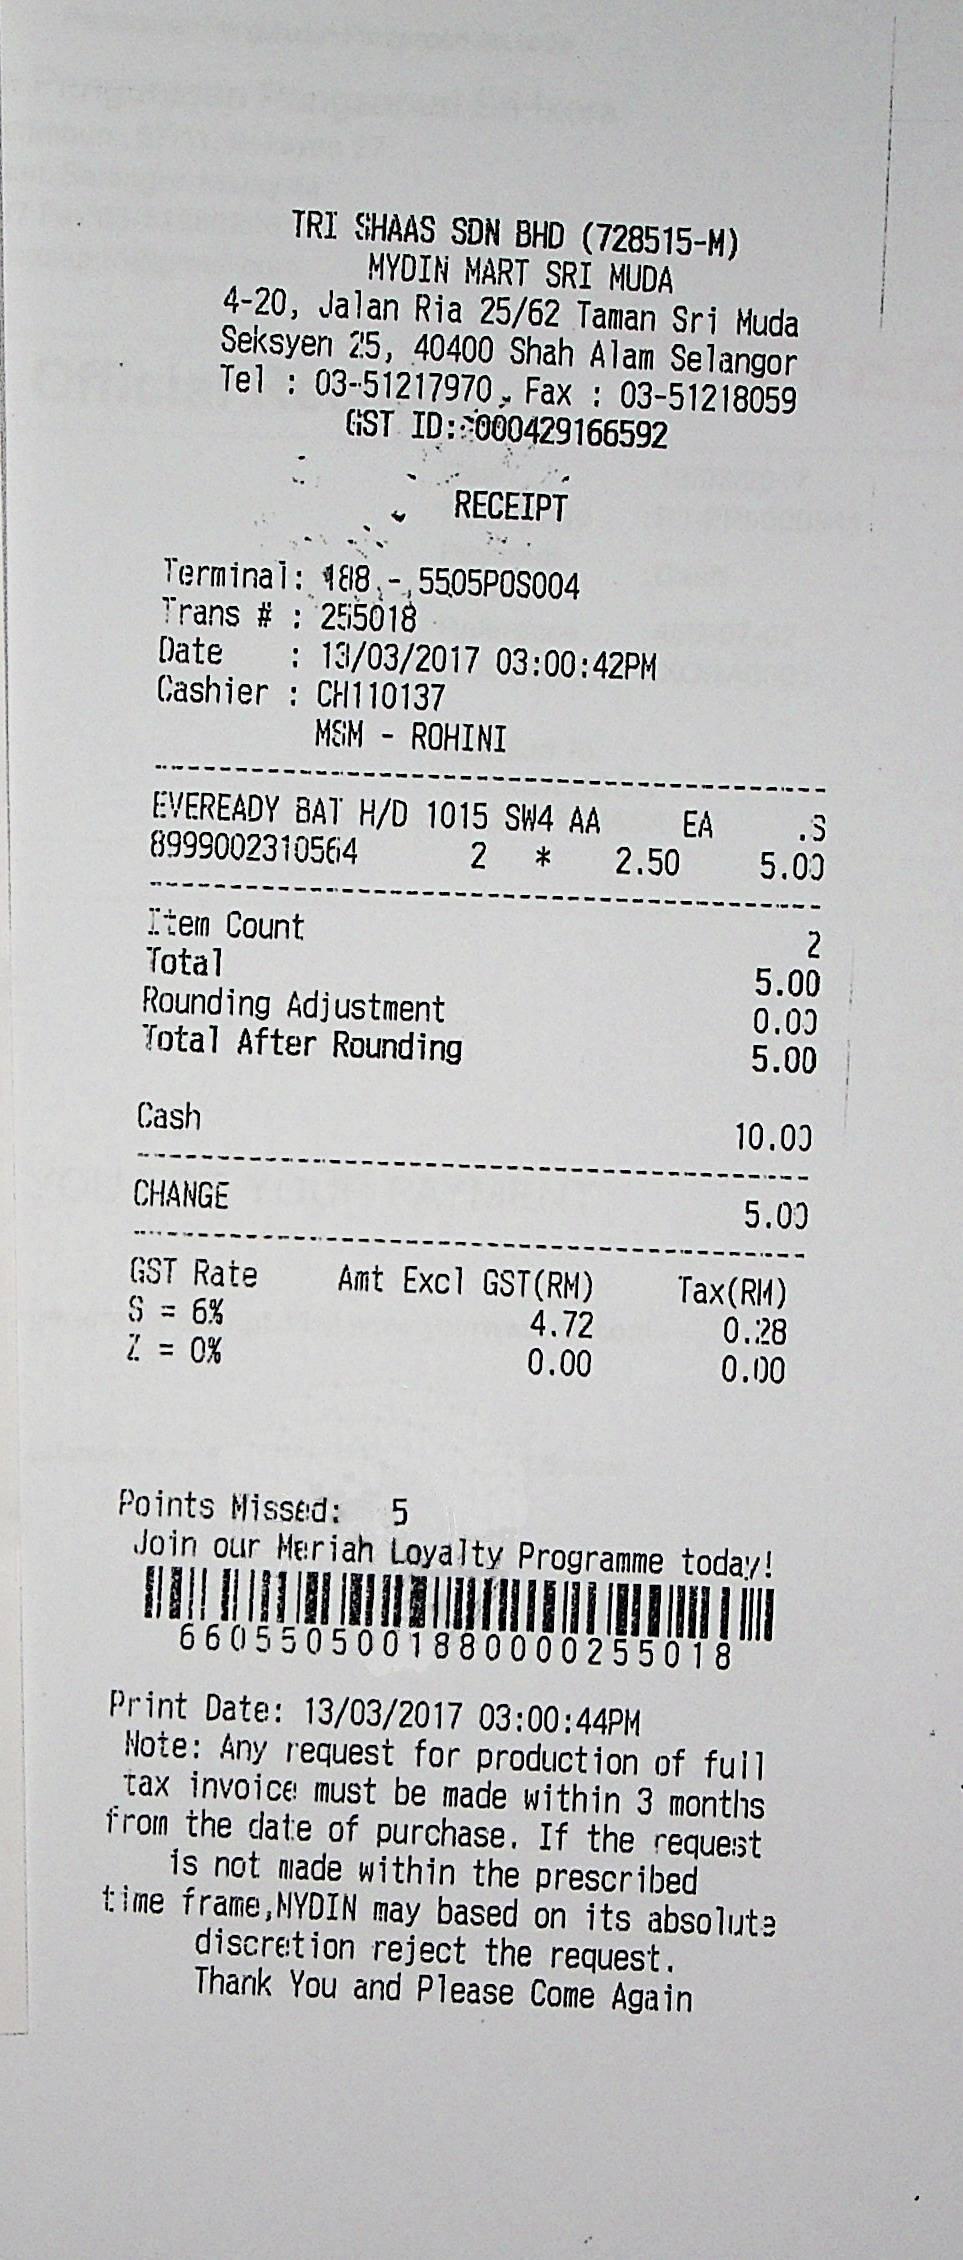 TRI SHAAS SDN BHD (728515-M)
MYDIN MART SRI MUDA
4-20, Jalan Ria 25/62 Taman Sri Muda
Seksyen 25, 40400 Shah Alam Selangor
Tel : 03-51217970, Fax : 03-51218059
GST ID: 000429166592
RECEIPT
Terminal: 188 - 5505POS004
Trans # : 255018
Date : 13/03/2017 03:00:42PM
Cashier : CH110137
MSM - ROHINI
EVEREADY BAT H/D 1015 SW4 AA EA .S
8999002310564 2 * 2.50 5.00
Item Count 2
Total 5.00
Rounding Adjustment 0.00
Total After Rounding 5.00
Cash 10.00
CHANGE 5.00
GST Rate Amt Excl GST(RM) Tax(RM)
S = 6% 4.72 0.28
Z = 0% 0.00 0.00
Points Missed: 5
Join our Meriah Loyalty Programme today!
6605505001880000255018
Print Date: 13/03/2017 03:00:44PM
Note: Any request for production of full
tax invoice must be made within 3 months
from the date of purchase. If the request
is not made within the prescribed
time frame,MYDIN may based on its absolute
discretion reject the request.
Thank You and Please Come Again